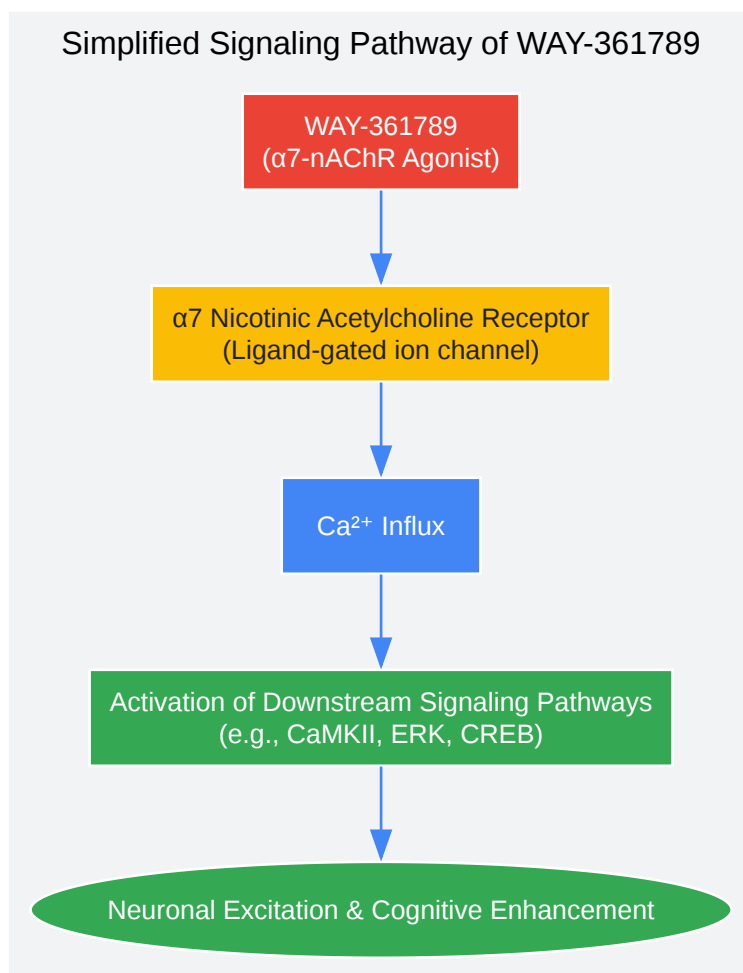 Simplified Signaling Pathway of WAY-361789
WAY-361789
(α7-nAChR Agonist)
α7 Nicotinic Acetylcholine Receptor
(Ligand-gated ion channel)
Ca²⁺ Influx
Activation of Downstream Signaling Pathways
(e.g., CaMKII, ERK, CREB)
Neuronal Excitation & Cognitive Enhancement